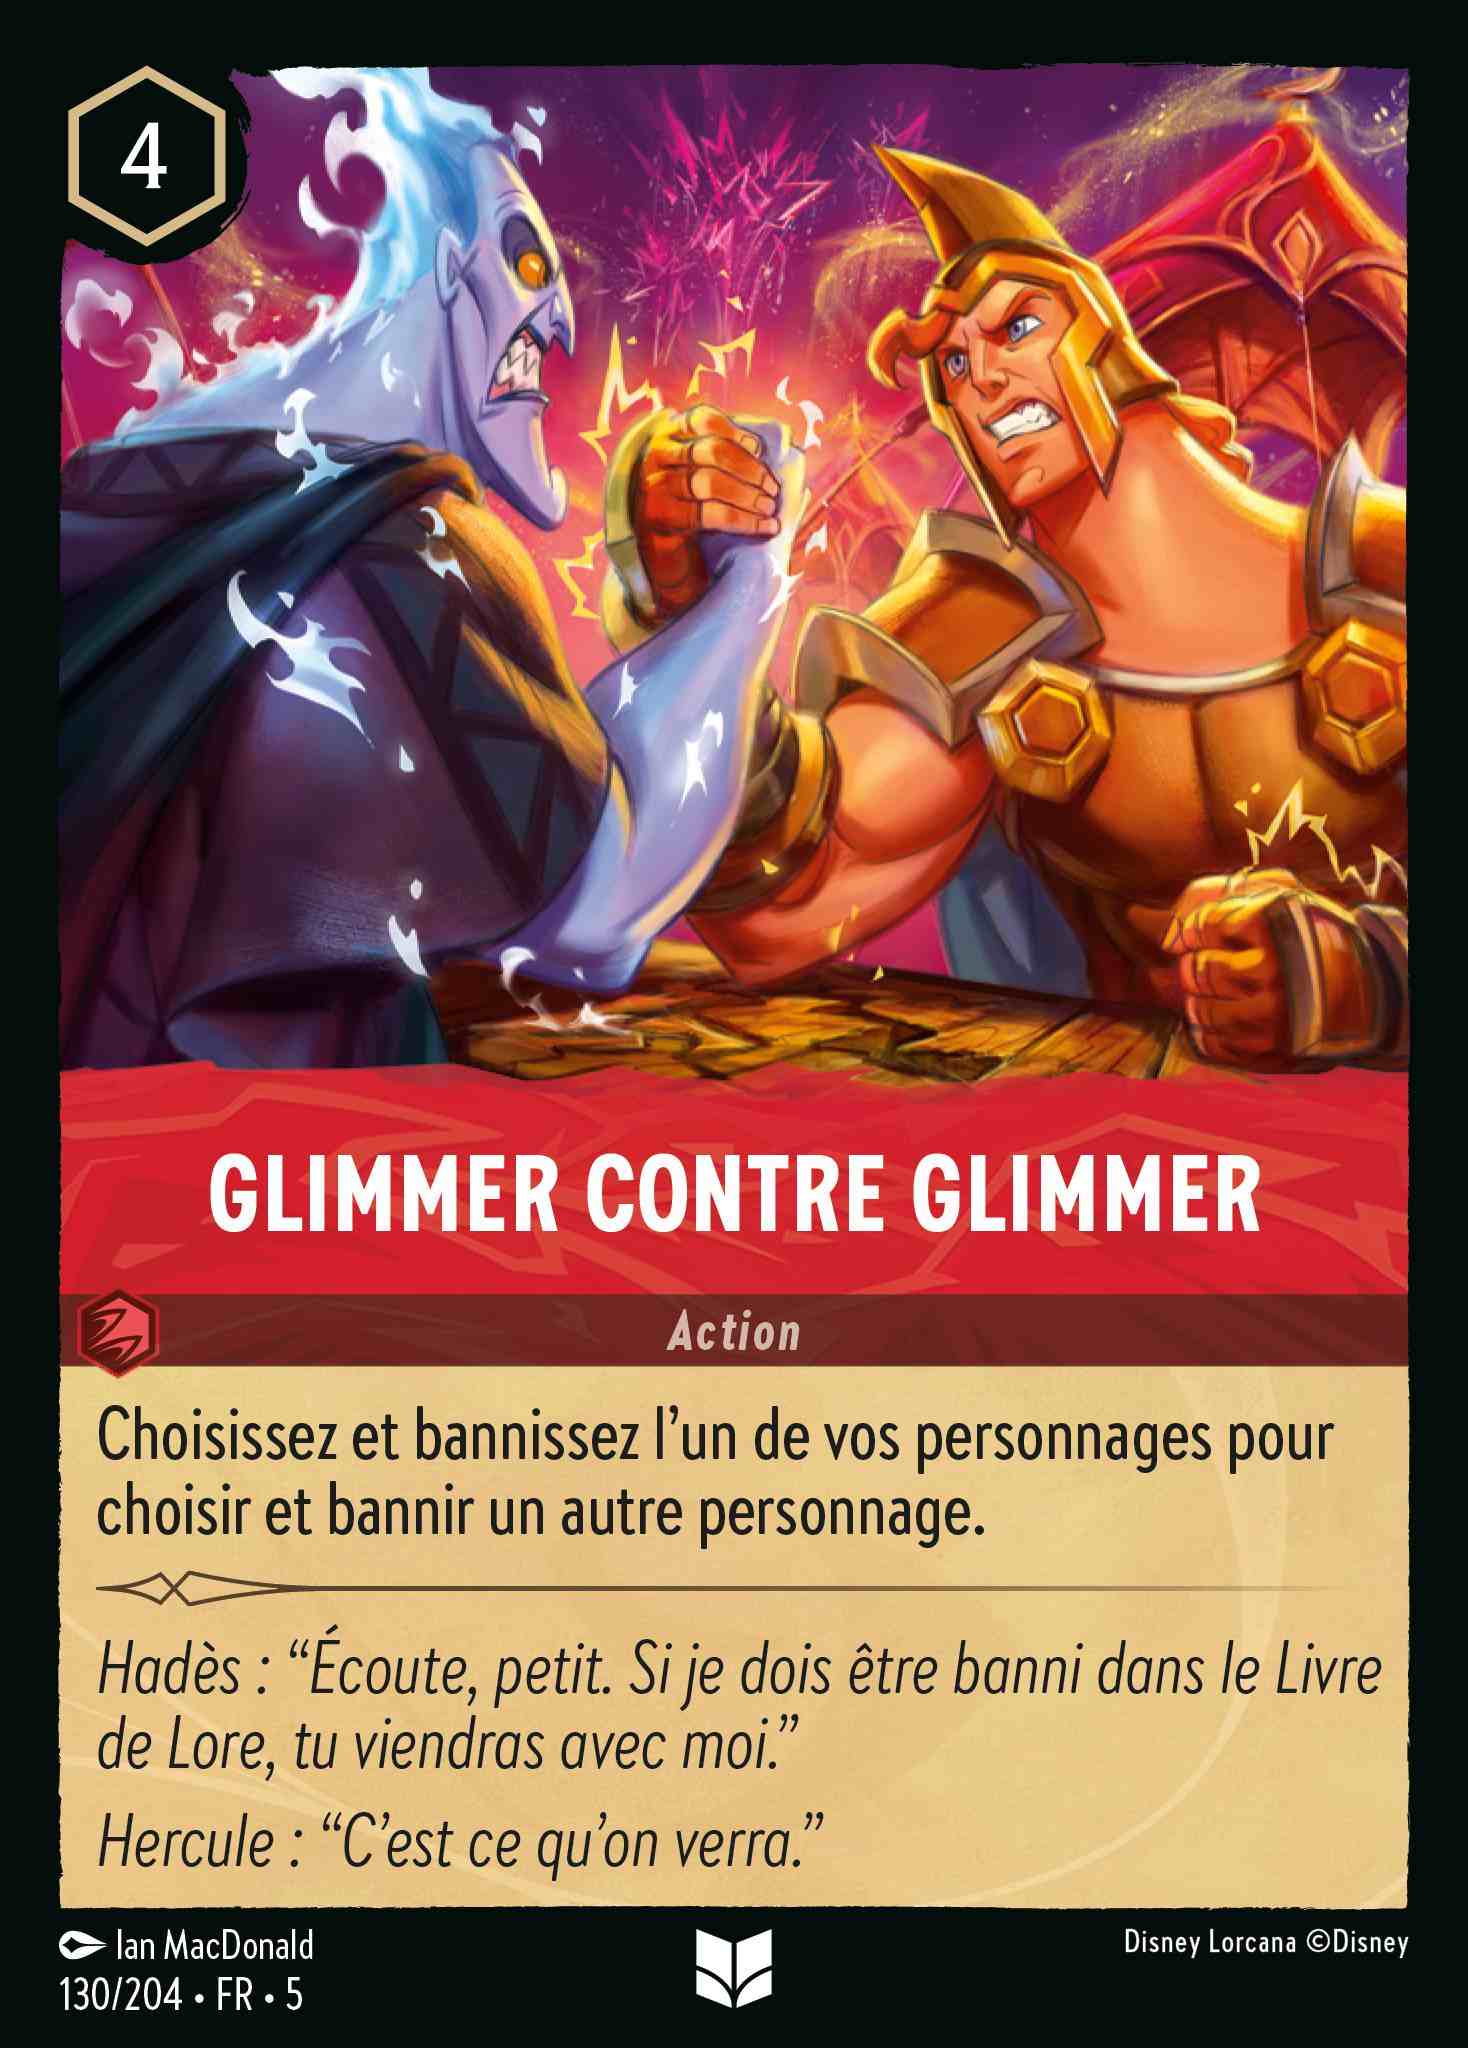 4
GLIMMER CONTRE GLIMMER
Action
Choisissez et bannissez l’un de vos personnages pour
choisir et bannir un autre personnage.
Hadès : “Écoute, petit. Si je dois être banni dans le Livre
de Lore, tu viendras avec moi.”
Hercule : “C’est ce qu’on verra.”
Ian MacDonald
Disney Lorcana ©Disney
130/204 • FR • 5